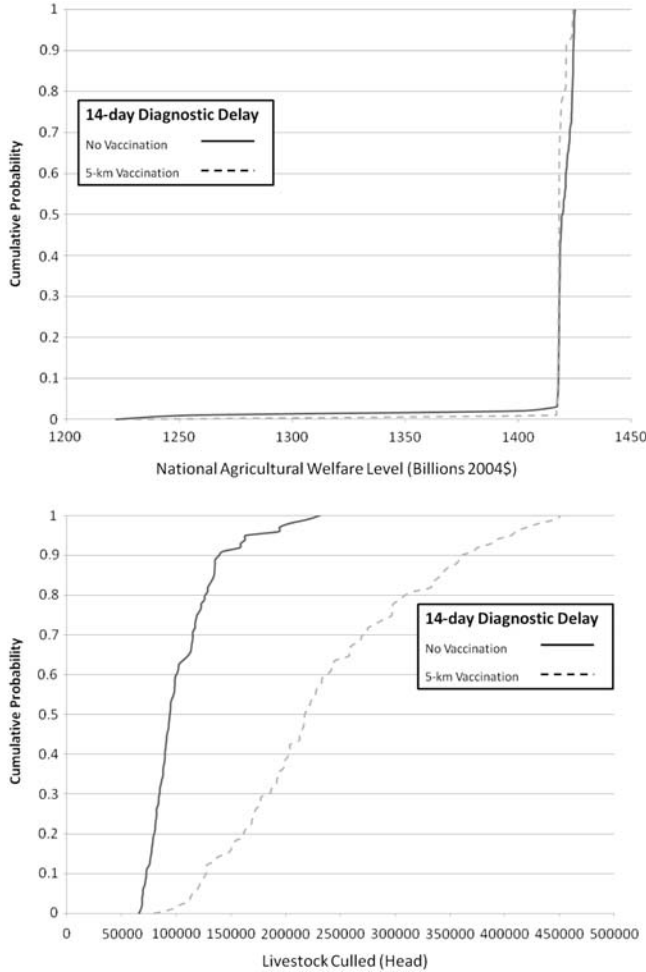 1
0.9
0.8
0.7
0.6
0.5
0.4
0.3
0.2
0.1
0
Cumulative Probability
14-day Diagnostic Delay
No Vaccination
5-km Vaccination
1200 1250 1300 1350 1400 1450
National Agricultural Welfare Level (Billions 2004$)
1
0.9
0.8
0.7
0.6
0.5
0.4
0.3
0.2
0.1
0
Cumulative Probability
14-day Diagnostic Delay
No Vaccination
5-km Vaccination
0 50000 100000 150000 200000 250000 300000 350000 400000 450000 500000
Livestock Culled (Head)